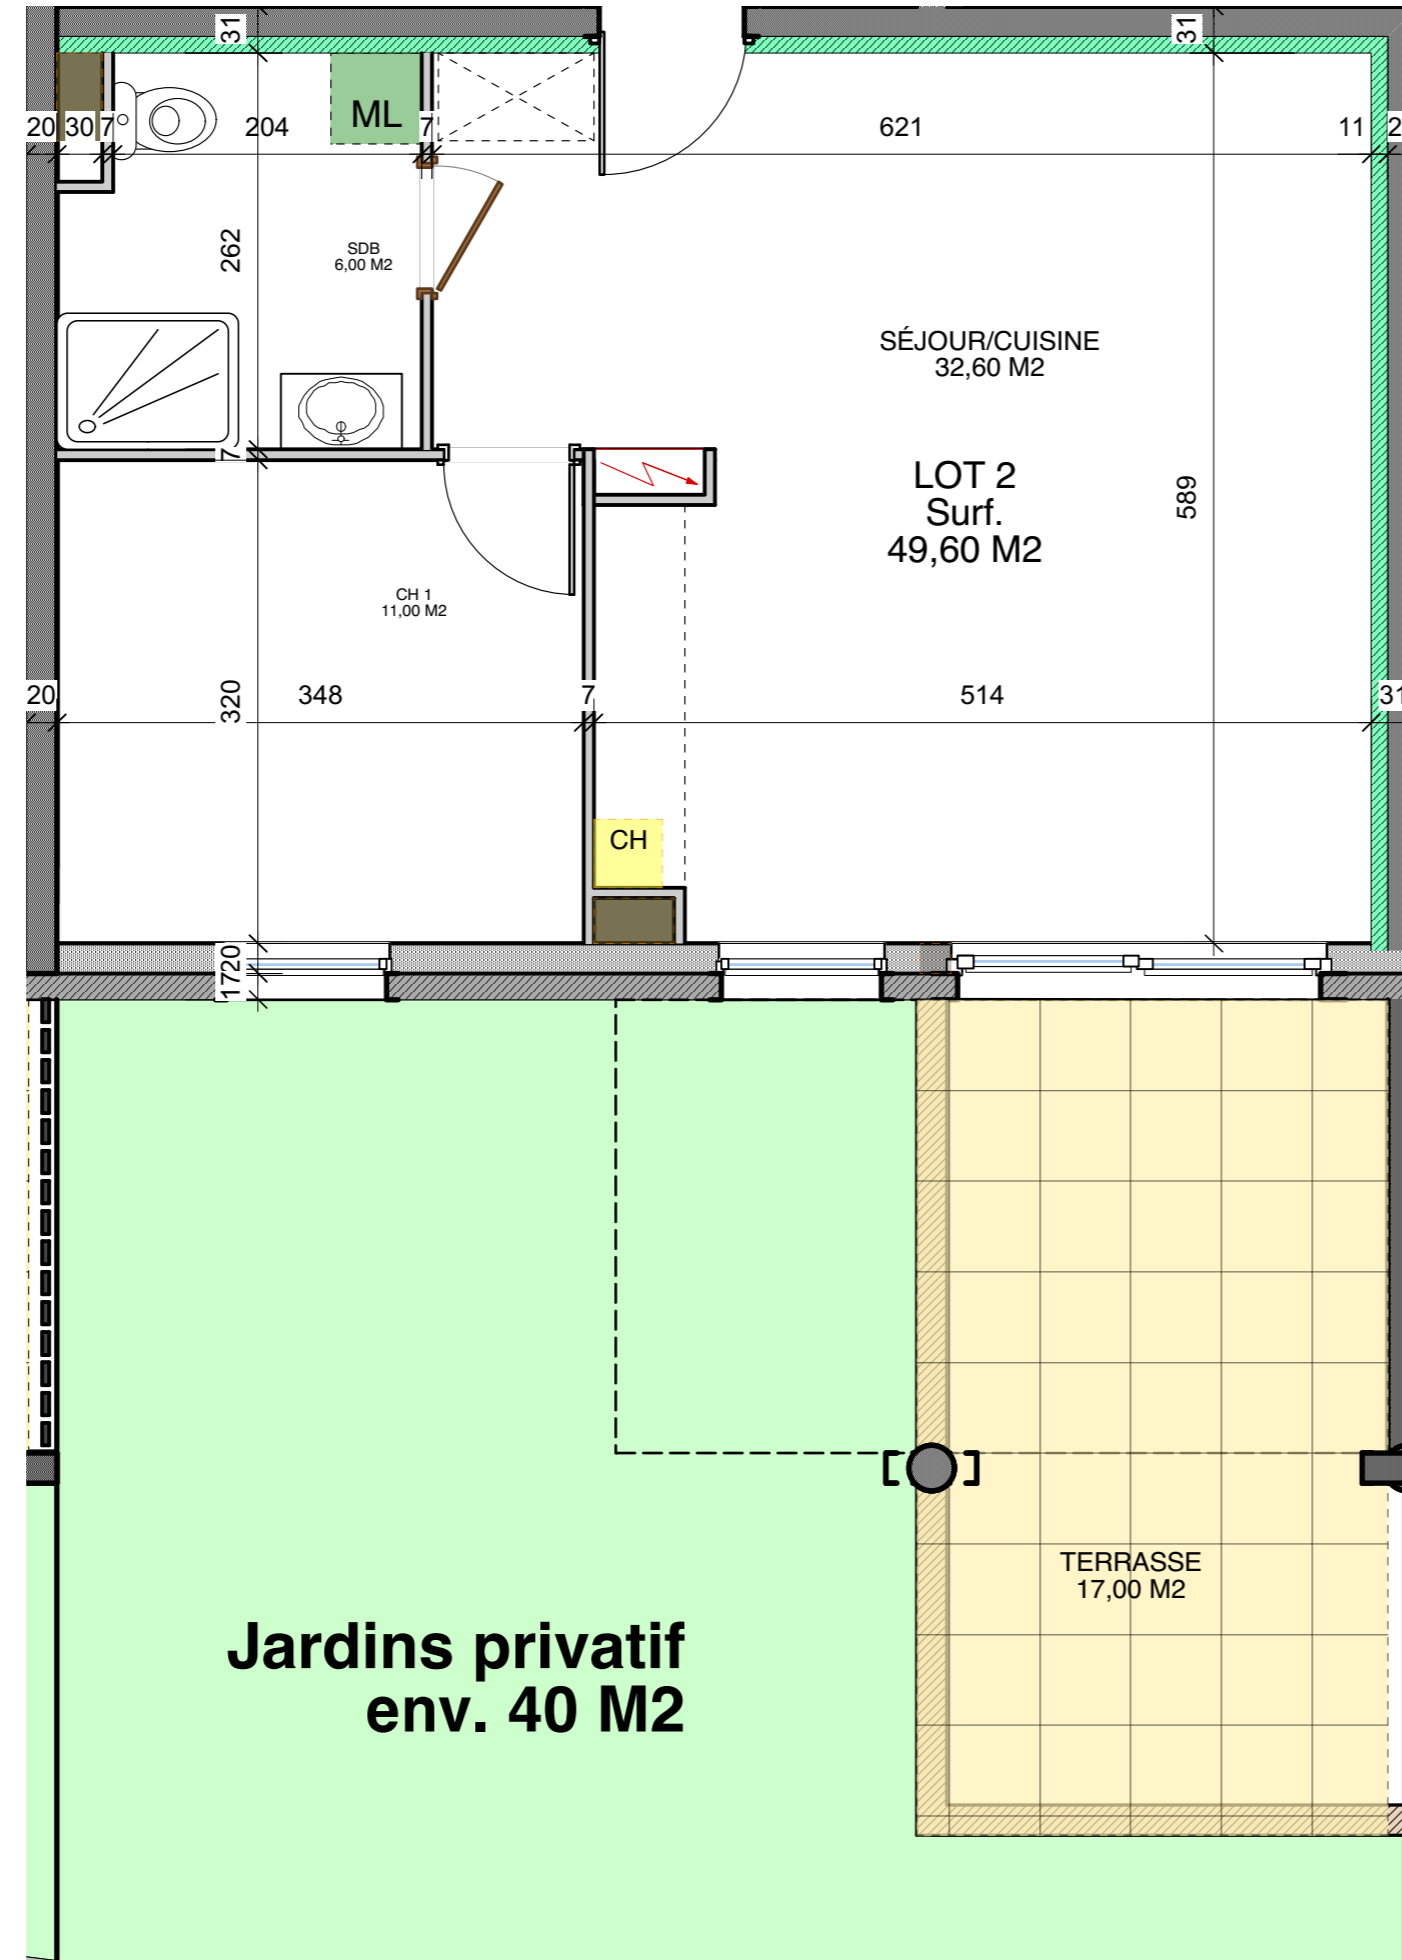 31
31
20
30
7
204
ML
7
621
11
2
262
SDB
6,00 M2
SÉJOUR/CUISINE
32,60 M2
7
LOT 2
Surf.
49,60 M2
589
CH 1
11,00 M2
20
320
348
7
514
31
CH
1720
TERRASSE
17,00 M2
Jardins privatif
env. 40 M2